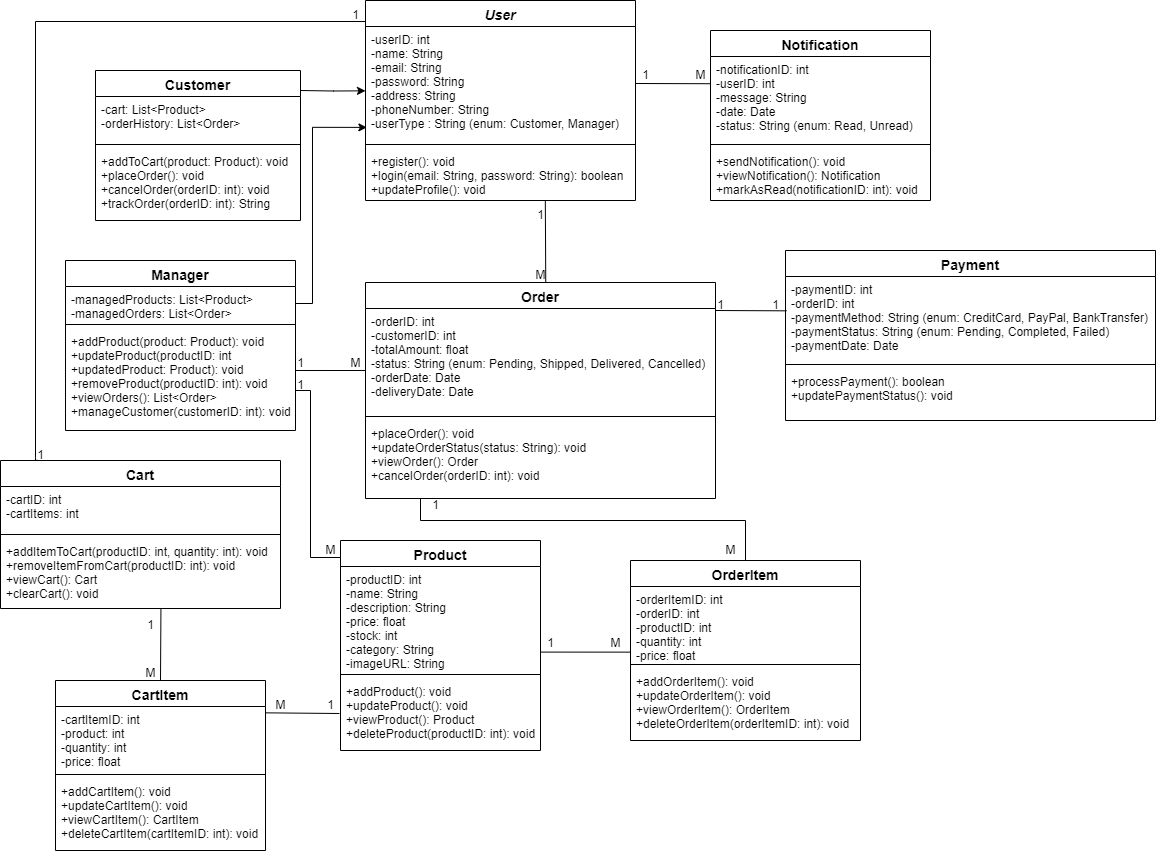 User
-userID: int
-name: String
-email: String
-password: String
-address: String
-phoneNumber: String
-userType : String (enum: Customer, Manager)
+register(): void
+login(email: String, password: String): boolean
+updateProfile(): void
1
1
M
Notification
-notificationID: int
-userID: int
-message: String
-date: Date
-status: String (enum: Read, Unread)
+sendNotification(): void
+viewNotification(): Notification
+markAsRead(notificationID: int): void
Customer
-cart: List<Product>
-orderHistory: List<Order>
+addToCart(product: Product): void
+placeOrder(): void
+cancelOrder(orderID: int): void
+trackOrder(orderID: int): String
1
M
Manager
-managedProducts: List<Product>
-managedOrders: List<Order>
+addProduct(product: Product): void
+updateProduct(productID: int
+updatedProduct: Product): void
+removeProduct(productID: int): void
+viewOrders(): List<Order>
+manageCustomer(customerID: int): void
1
M
1
Order
-orderID: int
-customerID: int
-totalAmount: float
-status: String (enum: Pending, Shipped, Delivered, Cancelled)
-orderDate: Date
-deliveryDate: Date
+placeOrder(): void
+updateOrderStatus(status: String): void
+viewOrder(): Order
+cancelOrder(orderID: int): void
1
1
Payment
-paymentID: int
-orderID: int
-paymentMethod: String (enum: CreditCard, PayPal, BankTransfer)
-paymentStatus: String (enum: Pending, Completed, Failed)
-paymentDate: Date
+processPayment(): boolean
+updatePaymentStatus(): void
1
Cart
-cartID: int
-cartItems: int
+addItemToCart(productID: int, quantity: int): void
+removeItemFromCart(productID: int): void
+viewCart(): Cart
+clearCart(): void
1
M
1
M
M
Product
-productID: int
-name: String
-description: String
-price: float
-stock: int
-category: String
-imageURL: String
+addProduct(): void
+updateProduct(): void
+viewProduct(): Product
+deleteProduct(productID: int): void
1
M
OrderItem
-orderItemID: int
-orderID: int
-productID: int
-quantity: int
-price: float
+addOrderItem(): void
+updateOrderItem(): void
+viewOrderItem(): OrderItem
+deleteOrderItem(orderItemID: int): void
CartItem
-cartItemID: int
-product: int
-quantity: int
-price: float
+addCartItem(): void
+updateCartItem(): void
+viewCartItem(): CartItem
+deleteCartItem(cartItemID: int): void
M
1